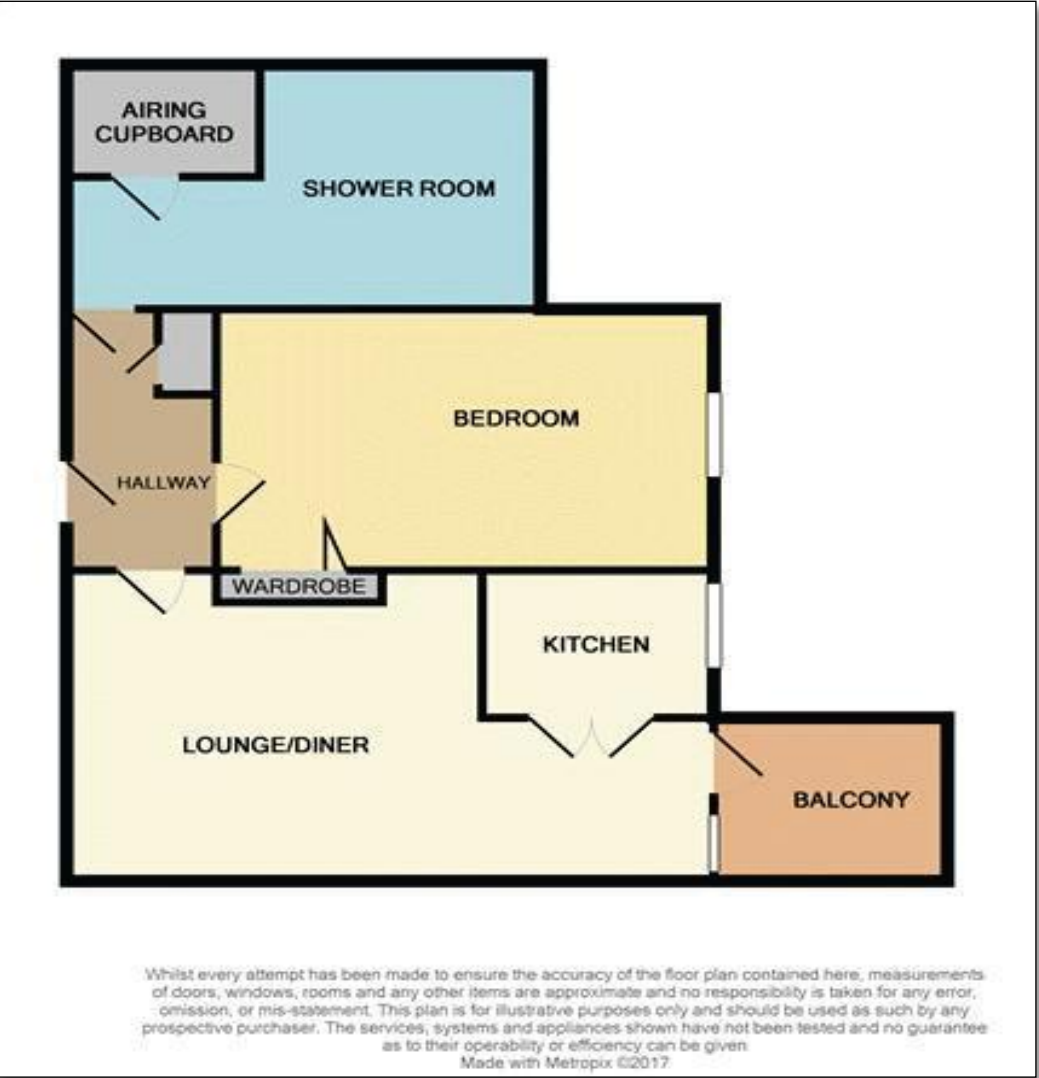 AIRING
CUPBOARD
SHOWER ROOM
BEDROOM
HALLWAY
WARDROBE
KITCHEN
LOUNGE/DINER
BALCONY
Whilst every attempt has been made to ensure the accuracy of the floor plan contained here, measurements
of doors, windows, rooms and any other items are approximate and no responsibility is taken for any error,
omission, or mis-statement. This plan is for illustrative purposes only and should be used as such by any
prospective purchaser. The services, systems and appliances shown have not been tested and no guarantee
as to their operability or efficiency can be given
Made with Metropix ©2017